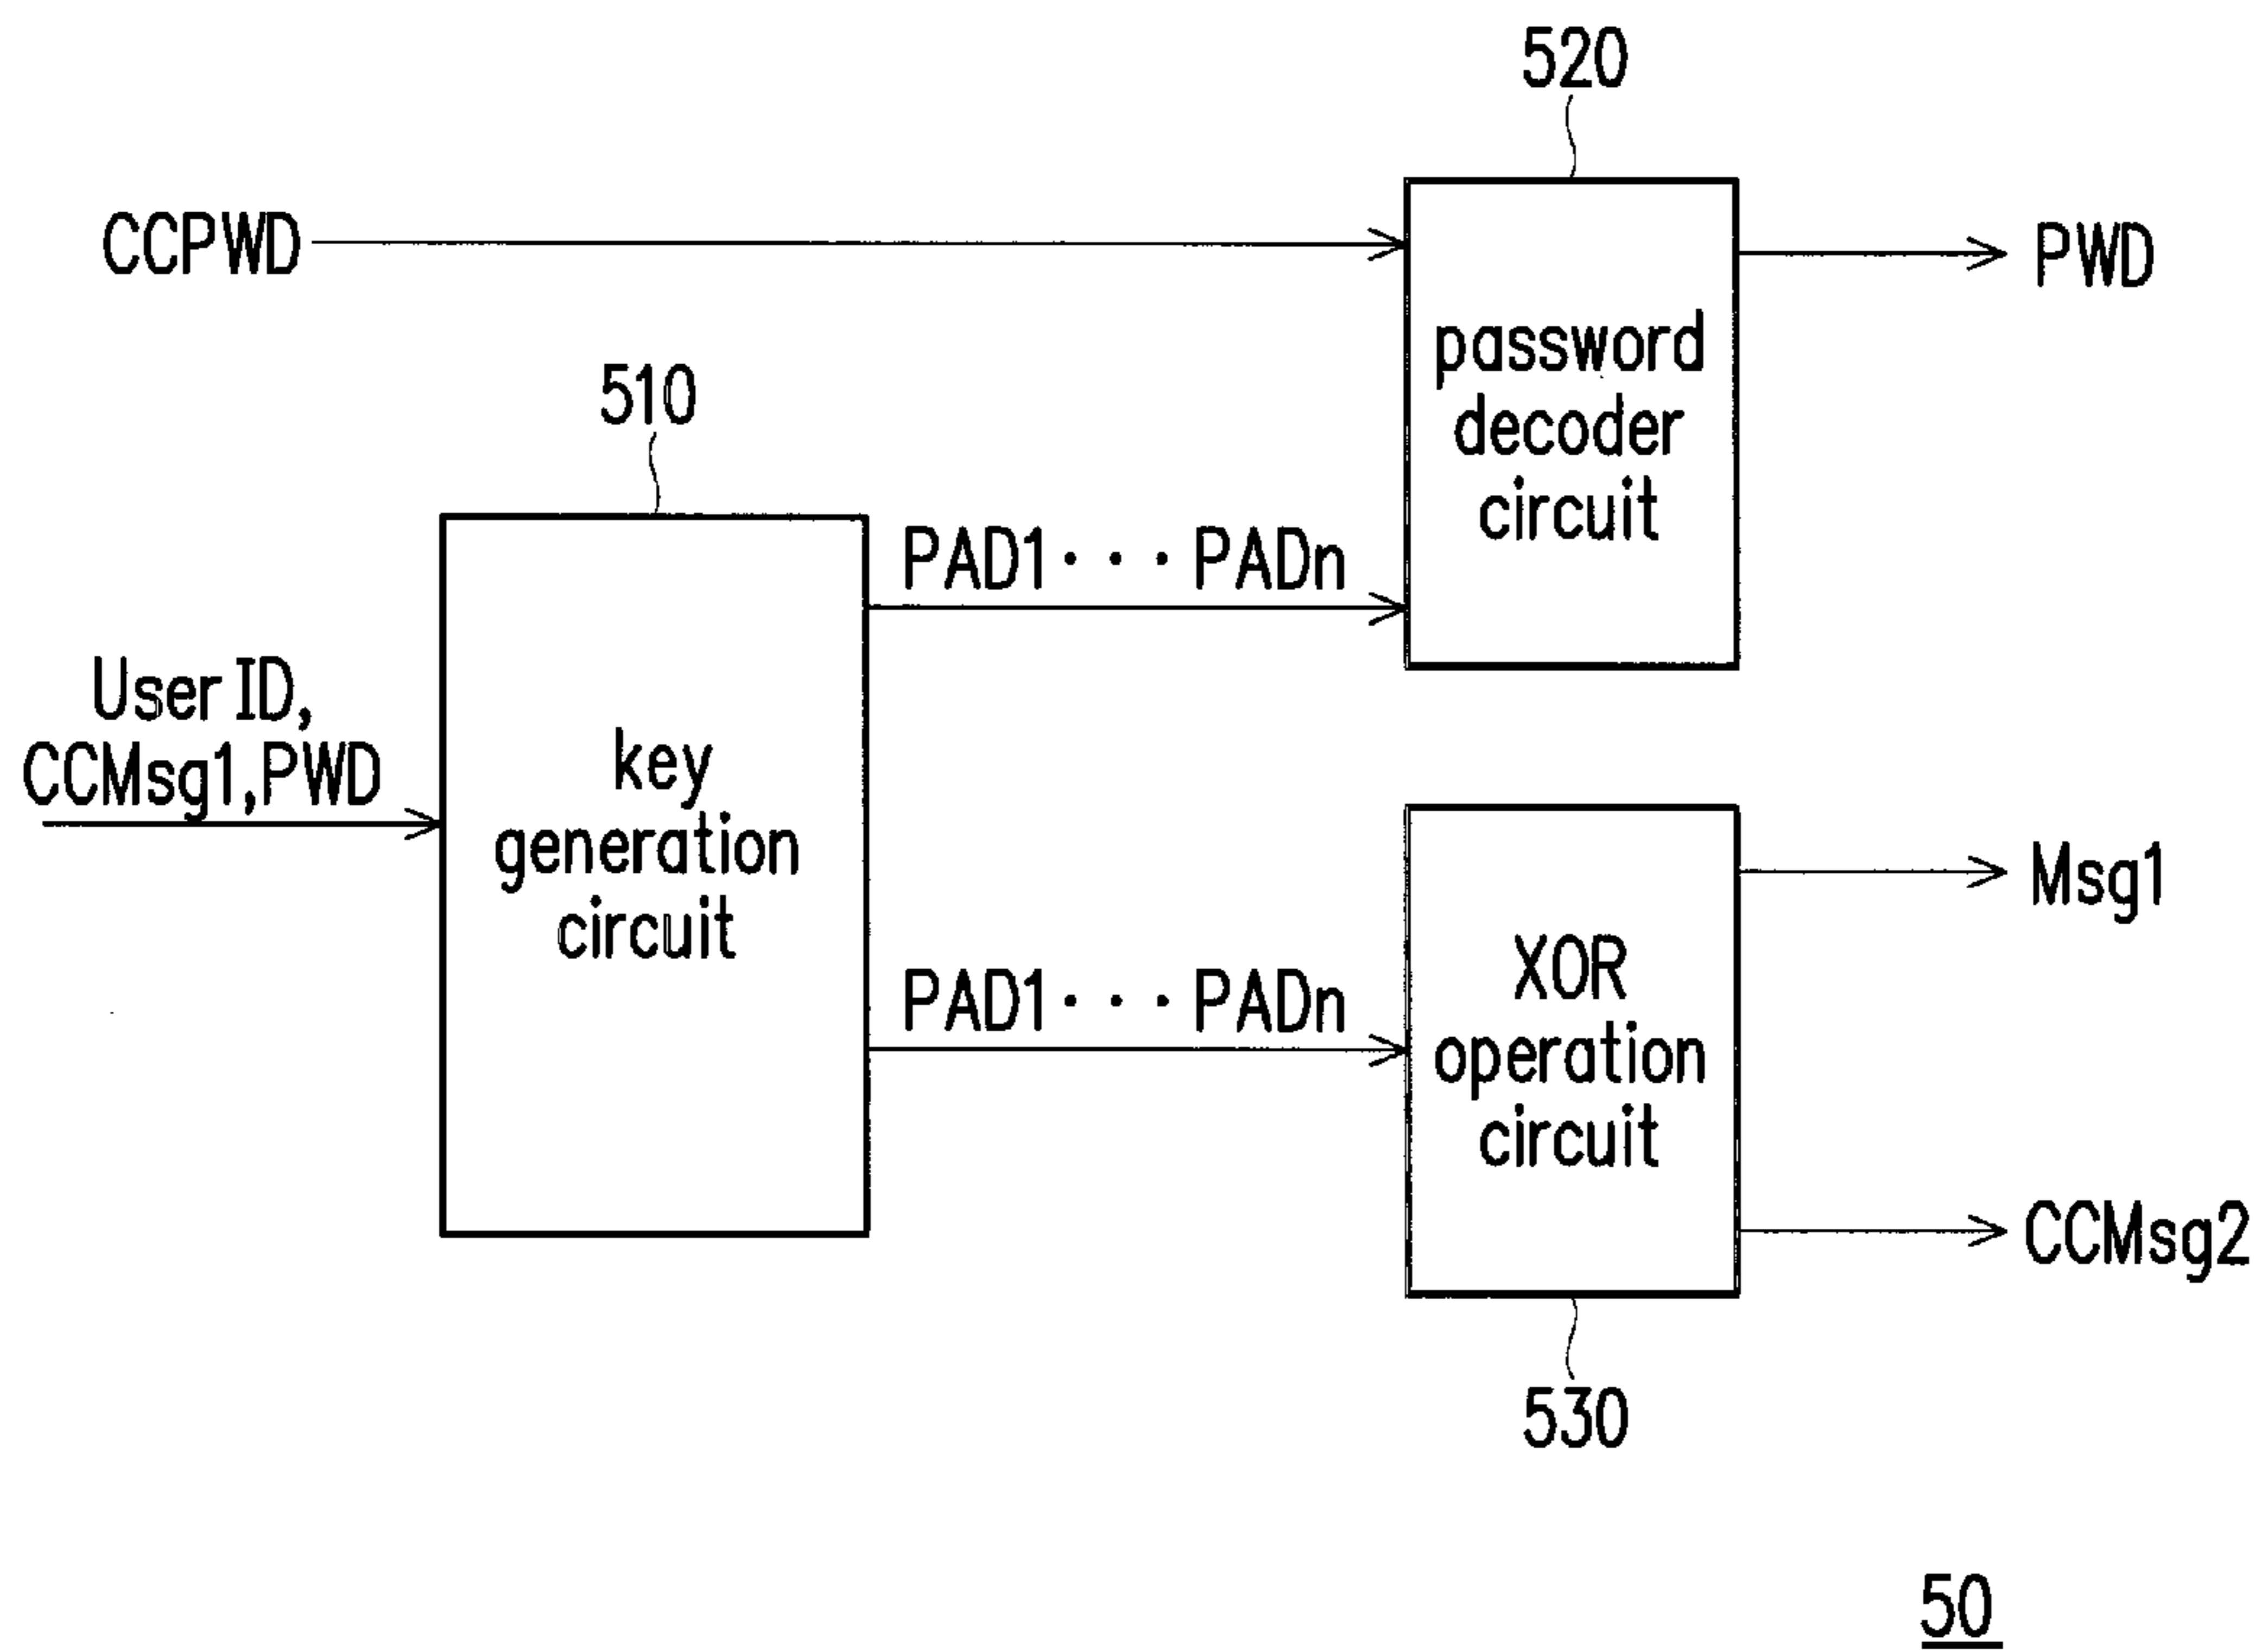 520
CCPWD
PWD
password
decoder
circuit
510
PAD1･･･PADn
User ID,
CCMsg1,PWD
key
generation
circuit
PAD1･･･PADn
XOR
operation
circuit
Msg1
CCMsg2
530
50